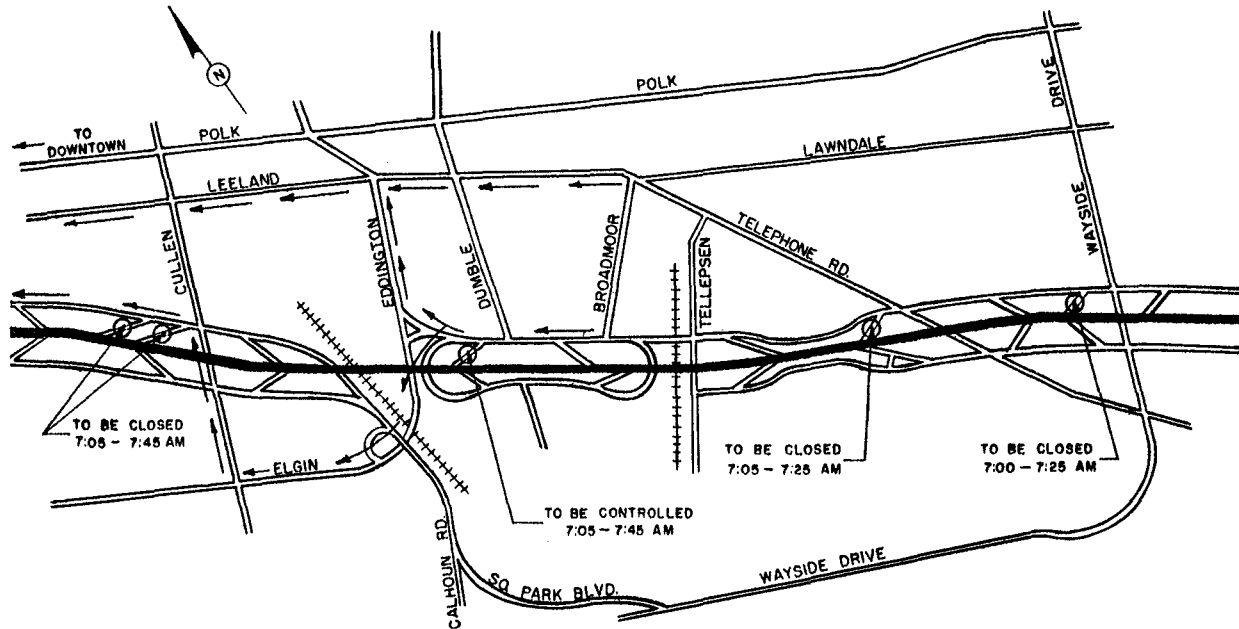 N
TO
DOWNTOWN
POLK
POLK
LEELAND
LAWNDALE
DRIVE
WAYSIDE
CULLEN
EDDINGTON
DUMBLE
BROADMOOR
TELLEPSEN
TELEPHONE RD.
TO BE CLOSED
7:05 - 7:45 AM
ELGIN
TO BE CLOSED
7:05 - 7:25 AM
TO BE CLOSED
7:00 - 7:25 AM
TO BE CONTROLLED
7:05 - 7:45 AM
CALHOUN RD.
SO. PARK BLVD.
WAYSIDE DRIVE